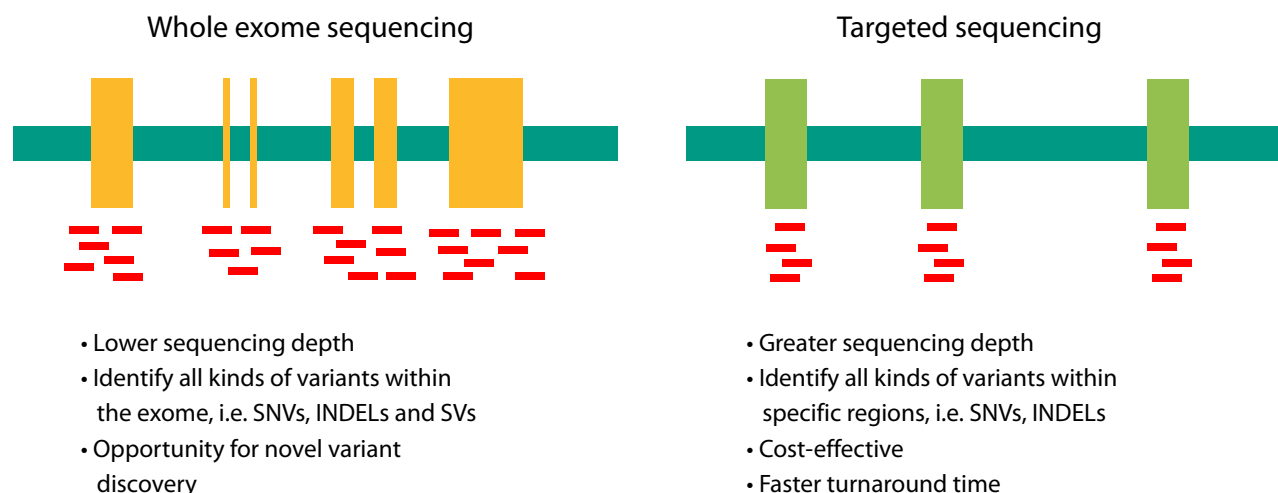 Whole exome sequencing
• Lower sequencing depth
• Identify all kinds of variants within
the exome, i.e. SNVs, INDELs and SVs
• Opportunity for novel variant
discovery
Targeted sequencing
• Greater sequencing depth
• Identify all kinds of variants within
specific regions, i.e. SNVs, INDELs
• Cost-effective
• Faster turnaround time